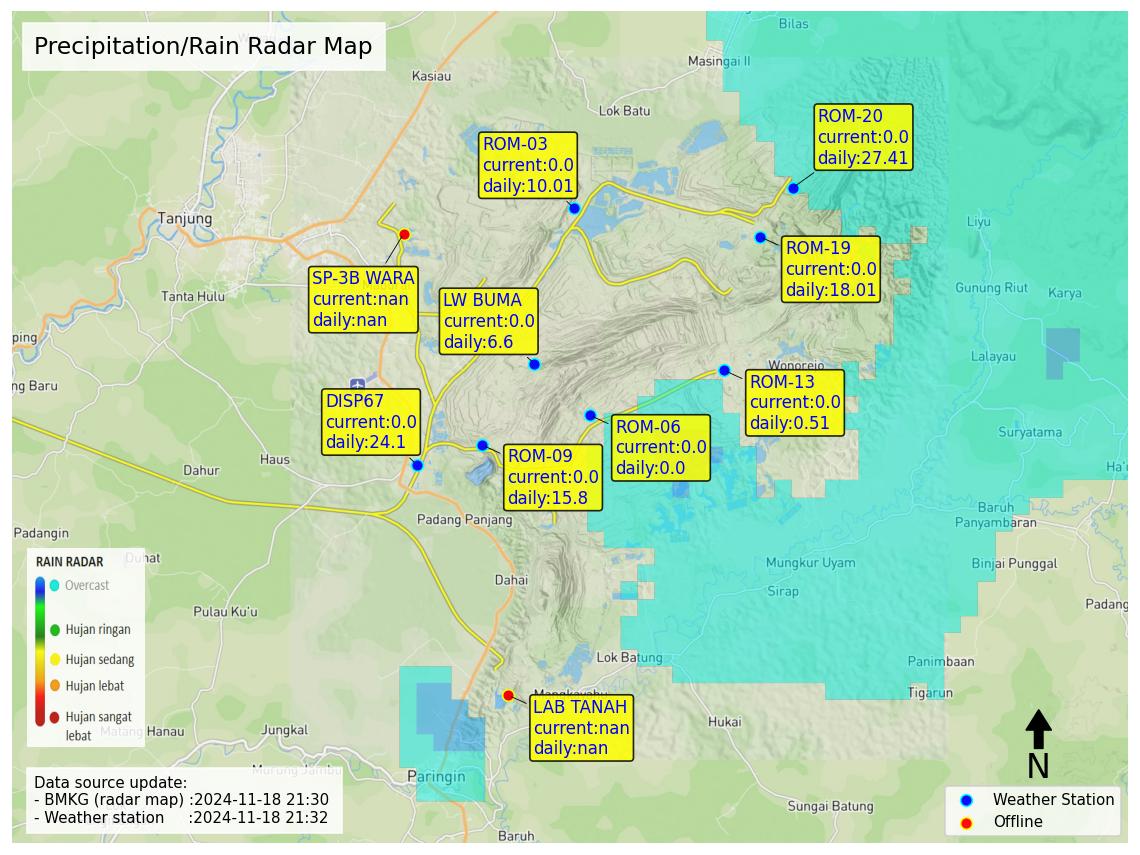 Precipitation/Rain Radar Map
Bilas
Masingai II
Kasiau
Lok Batu
ROM-20
current:0.0
daily:27.41
ROM-03
current:0.0
daily:10.01
Tanjung
Liyu
ROM-19
current:0.0
daily:18.01
SP-3B WARA
current:nan
daily:nan
Tanta Hulu
LW BUMA
current:0.0
daily:6.6
Gunung Riut
Karya
ping
Lalayau
Wonorejo
ng Baru
ROM-13
current:0.0
daily:0.51
DISP67
current:0.0
daily:24.1
ROM-06
current:0.0
daily:0.0
Suryatama
ROM-09
current:0.0
daily:15.8
Haus
Dahur
Ha'u
Padang Panjang
Baruh
Panyambaran
Padangin
Duhat
Mungkur Uyam
Binjai Punggal
Dahai
Sirap
Padang
Pulau Ku'u
RAIN RADAR
Overcast
Hujan ringan
Hujan sedang
Hujan lebat
Hujan sangat
lebat
Lok Batung
Panimbaan
Tigarun
Mangkayahu
LAB TANAH
current:nan
daily:nan
Matang Hanau
Jungkal
Hukai
Murung Jambu
Paringin
N
Data source update:
- BMKG (radar map) :2024-11-18 21:30
- Weather station :2024-11-18 21:32
Sungai Batung
Baruh
Weather Station
Offline